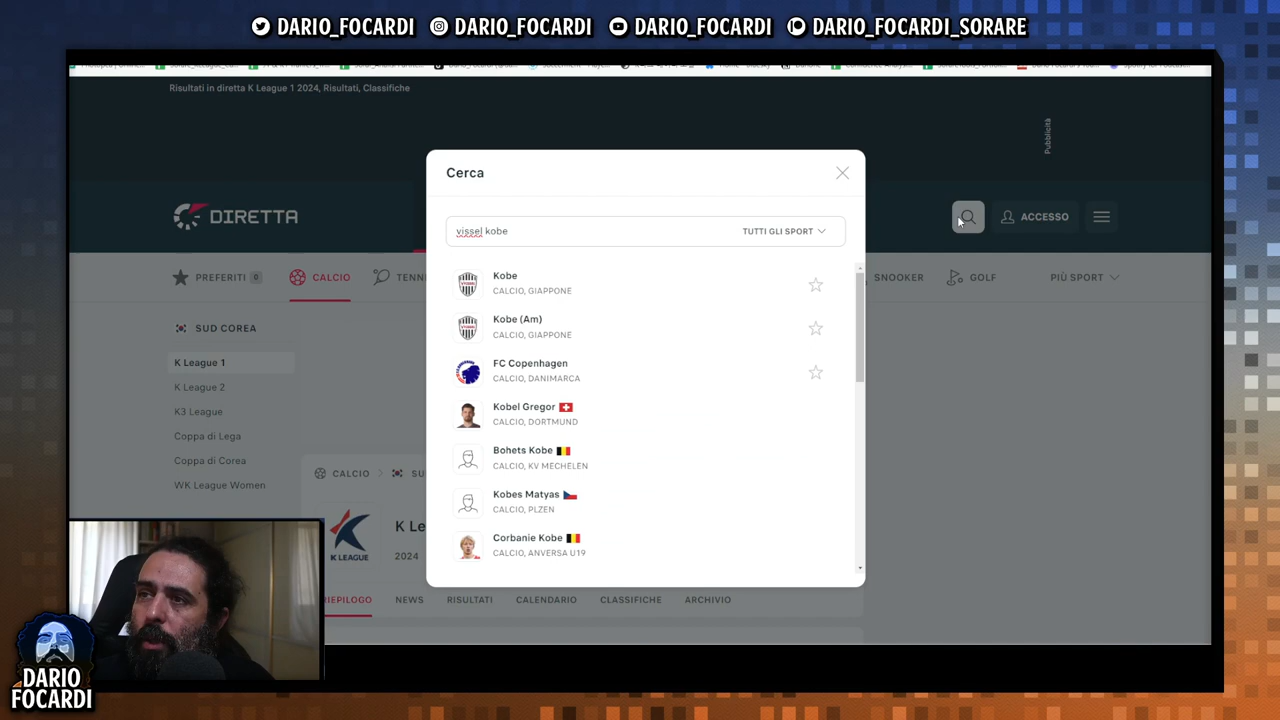 DARIO_FOCARDI DARIO_FOCARDI DARIO_FOCARDI DARIO_FOCARDI_SORARE
Risultati in diretta K League 1 2024, Risultati, Classifiche
Pubblicità
Cerca
DIRETTA
ACCESSO
vissel kobe TUTTI GLI SPORT
PREFERITI 0 CALCIO TENN SNOOKER GOLF PIÙ SPORT
Kobe
CALCIO, GIAPPONE
Kobe (Am)
CALCIO, GIAPPONE
FC Copenhagen
CALCIO, DANIMARCA
Kobel Gregor
CALCIO, DORTMUND
Bohets Kobe
CALCIO, KV MECHELEN
Kobes Matyas
CALCIO, PLZEN
Corbanie Kobe
CALCIO, ANVERSA U19
SUD COREA
K League 1
K League 2
K3 League
Coppa di Lega
Coppa di Corea
WK League Women
CALCIO SU
K Le
K LEAGUE
2024
RIEPILOGO NEWS RISULTATI CALENDARIO CLASSIFICHE ARCHIVIO
DARIO
FOCARDI